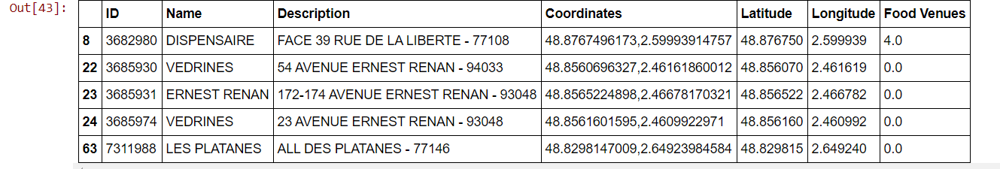 Out[43]:
ID Name Description Coordinates Latitude Longitude Food Venues
8 3682980 DISPENSAIRE FACE 39 RUE DE LA LIBERTE - 77108 48.8767496173,2.59993914757 48.876750 2.599939 4.0
22 3685930 VEDRINES 54 AVENUE ERNEST RENAN - 94033 48.8560696327,2.46161860012 48.856070 2.461619 0.0
23 3685931 ERNEST RENAN 172-174 AVENUE ERNEST RENAN - 93048 48.8565224898,2.46678170321 48.856522 2.466782 0.0
24 3685974 VEDRINES 23 AVENUE ERNEST RENAN - 93048 48.8561601595,2.4609922971 48.856160 2.460992 0.0
63 7311988 LES PLATANES ALL DES PLATANES - 77146 48.8298147009,2.64923984584 48.829815 2.649240 0.0